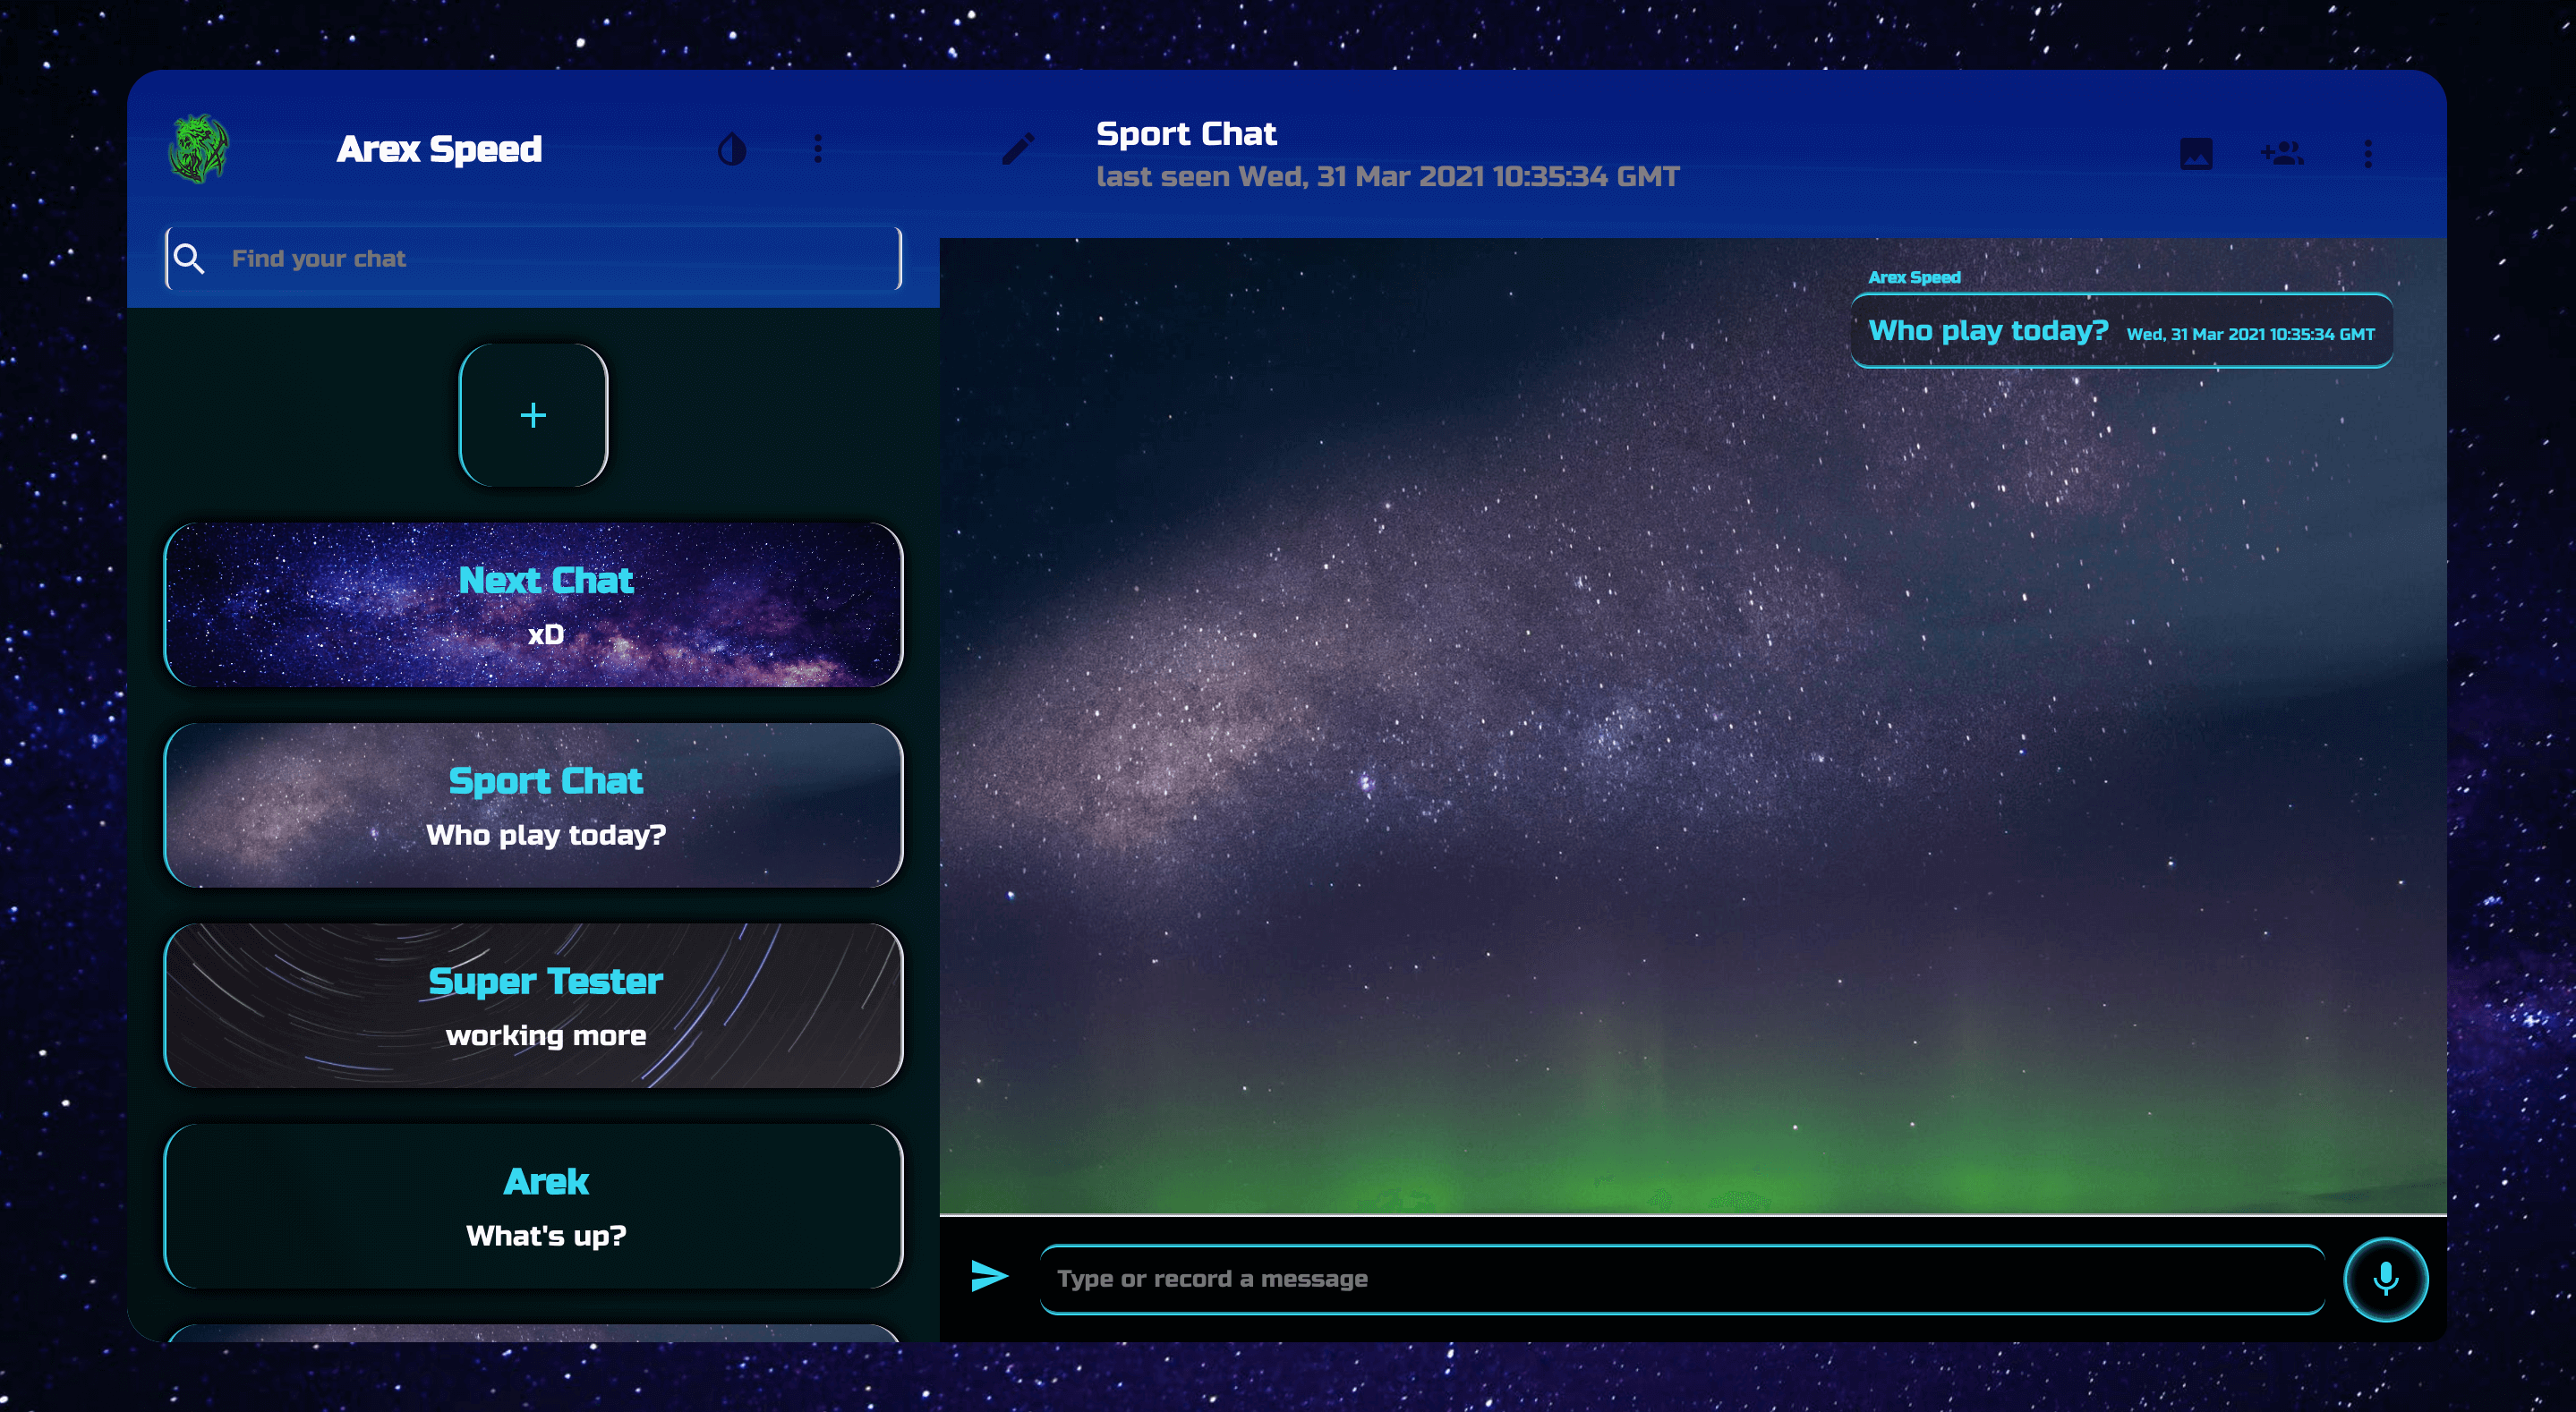 Arex Speed
Find your chat
Next Chat
xD
Sport Chat
Who play today?
Super Tester
working more
Arek
What's up?
Sport Chat
last seen Wed, 31 Mar 2021 10:35:34 GMT
Arex Speed
Who play today? Wed, 31 Mar 2021 10:35:34 GMT
Type or record a message